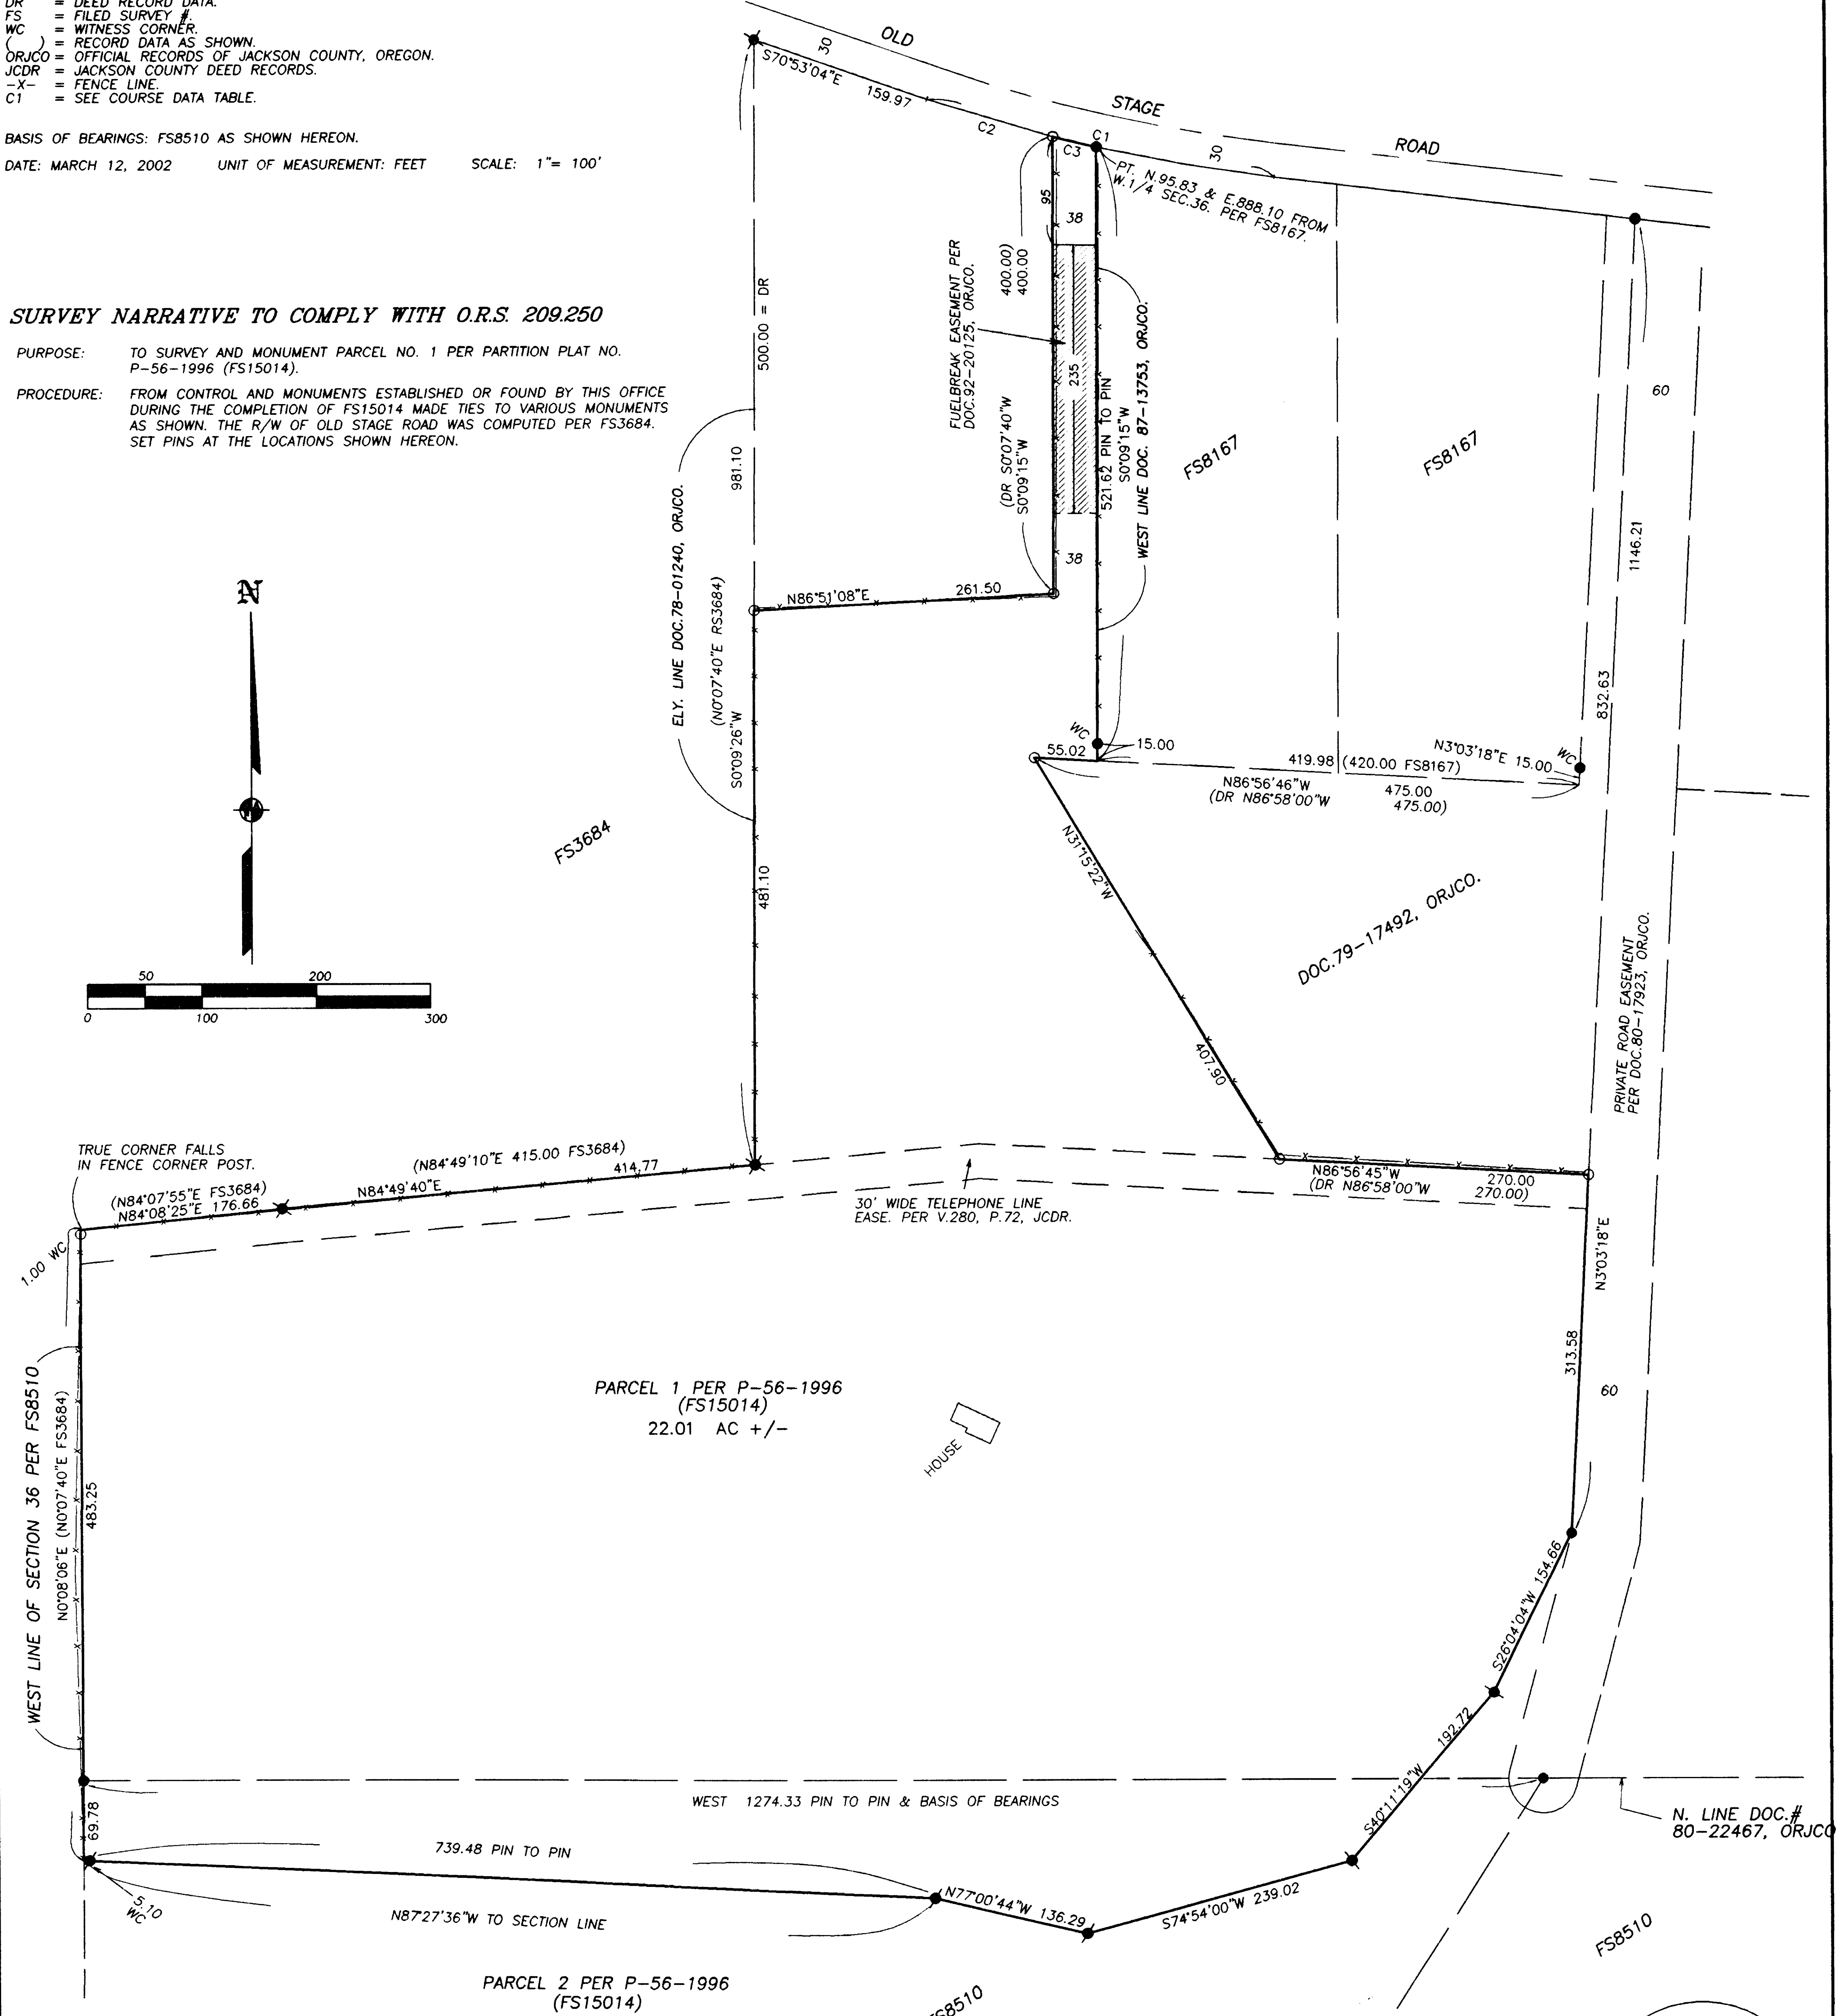 DR = DEED RECORD DATA.
FS = FILED SURVEY #.
WC = WITNESS CORNER.
( ) = RECORD DATA AS SHOWN.
ORJCO = OFFICIAL RECORDS OF JACKSON COUNTY, OREGON.
JCDR = JACKSON COUNTY DEED RECORDS.
-X- = FENCE LINE.
C1 = SEE COURSE DATA TABLE.
BASIS OF BEARINGS: FS8510 AS SHOWN HEREON.
DATE: MARCH 12, 2002 UNIT OF MEASUREMENT: FEET SCALE: 1"= 100'
SURVEY NARRATIVE TO COMPLY WITH O.R.S. 209.250
PURPOSE: TO SURVEY AND MONUMENT PARCEL NO. 1 PER PARTITION PLAT NO.
P-56-1996 (FS15014).
PROCEDURE: FROM CONTROL AND MONUMENTS ESTABLISHED OR FOUND BY THIS OFFICE
DURING THE COMPLETION OF FS15014 MADE TIES TO VARIOUS MONUMENTS
AS SHOWN. THE R/W OF OLD STAGE ROAD WAS COMPUTED PER FS3684.
SET PINS AT THE LOCATIONS SHOWN HEREON.
OLD
STAGE
ROAD
30
S70°53'04"E
159.97
C2
C3
C1
30
PT. N.95.83 & E.888.10 FROM
W.1/4 SEC.36. PER FS8167.
95
38
400.00)
400.00
FUELBREAK EASEMENT PER
DOC.92-20125, ORJCO.
235
(DR S0°07'40"W
S0°09'15"W
521.62 PIN TO PIN
S0°09'15"W
WEST LINE DOC. 87-13753, ORJCO.
38
500.00 = DR
981.10
ELY. LINE DOC.78-01240, ORJCO.
(N0°07'40"E RS3684)
S0°09'26"W
481.10
N86°51'08"E
261.50
FS8167
FS8167
60
1146.21
832.63
WC
15.00
55.02
N3°03'18"E 15.00
WC
419.98 (420.00 FS8167)
N86°56'46"W
475.00
(DR N86°58'00"W
475.00)
N
FS3684
50 200
0 100 300
N31°15'22"W
407.90
DOC.79-17492, ORJCO.
PRIVATE ROAD EASEMENT
PER DOC.80-17923, ORJCO.
TRUE CORNER FALLS
IN FENCE CORNER POST.
(N84°49'10"E 415.00 FS3684)
414.77
N84°49'40"E
(N84°07'55"E FS3684)
N84°08'25"E 176.66
1.00 WC
30' WIDE TELEPHONE LINE
EASE. PER V.280, P.72, JCDR.
N86°56'45"W
270.00
(DR N86°58'00"W
270.00)
N3°03'18"E
313.58
60
WEST LINE OF SECTION 36 PER FS8510
N0°08'06"E (N0°07'40"E FS3684)
483.25
PARCEL 1 PER P-56-1996
(FS15014)
22.01 AC +/-
HOUSE
S26°04'04"W 154.66
S40°11'19"W
192.72
WEST 1274.33 PIN TO PIN & BASIS OF BEARINGS
N. LINE DOC.#
80-22467, ORJCO
69.78
739.48 PIN TO PIN
5.10
WC
N87°27'36"W TO SECTION LINE
N77°00'44"W 136.29
S74°54'00"W 239.02
FS8510
PARCEL 2 PER P-56-1996
(FS15014)